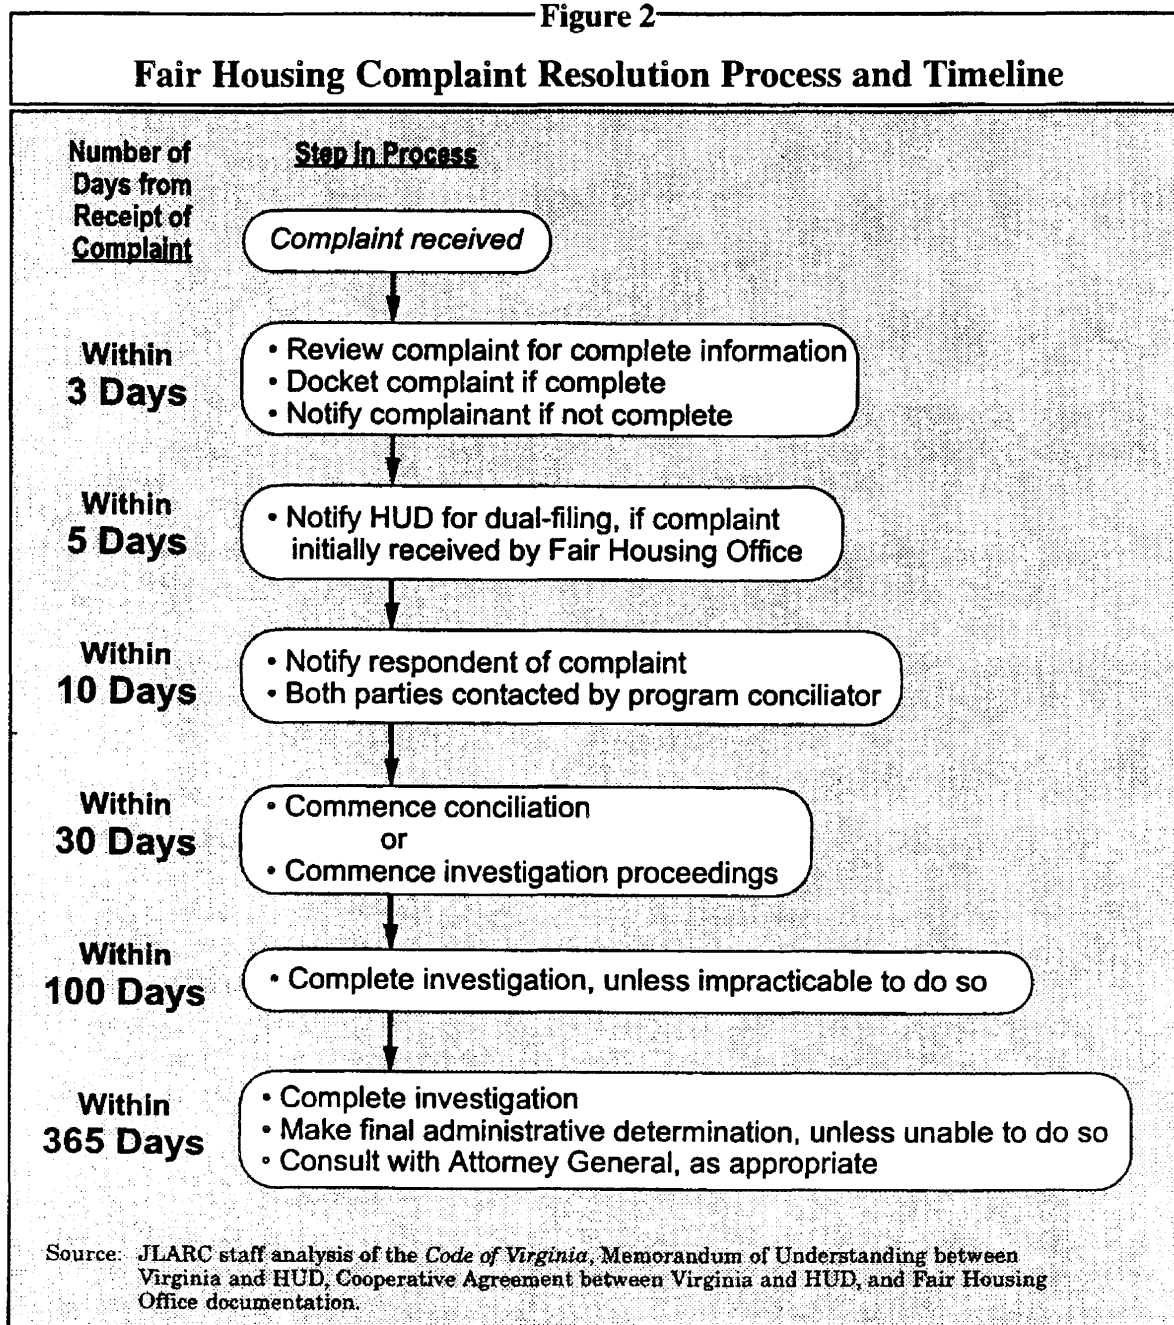 Figure 2
Fair Housing Complaint Resolution Process and Timeline
Number of
Days from
Receipt of
Complaint
Step in Process
Complaint received
Within
3 Days
• Review complaint for complete information
• Docket complaint if complete
• Notify complainant if not complete
Within
5 Days
• Notify HUD for dual-filing, if complaint
initially received by Fair Housing Office
Within
10 Days
• Notify respondent of complaint
• Both parties contacted by program conciliator
Within
30 Days
• Commence conciliation
or
• Commence investigation proceedings
Within
100 Days
• Complete investigation, unless impracticable to do so
Within
365 Days
• Complete investigation
• Make final administrative determination, unless unable to do so
• Consult with Attorney General, as appropriate
Source: JLARC staff analysis of the Code of Virginia, Memorandum of Understanding between
Virginia and HUD, Cooperative Agreement between Virginia and HUD, and Fair Housing
Office documentation.